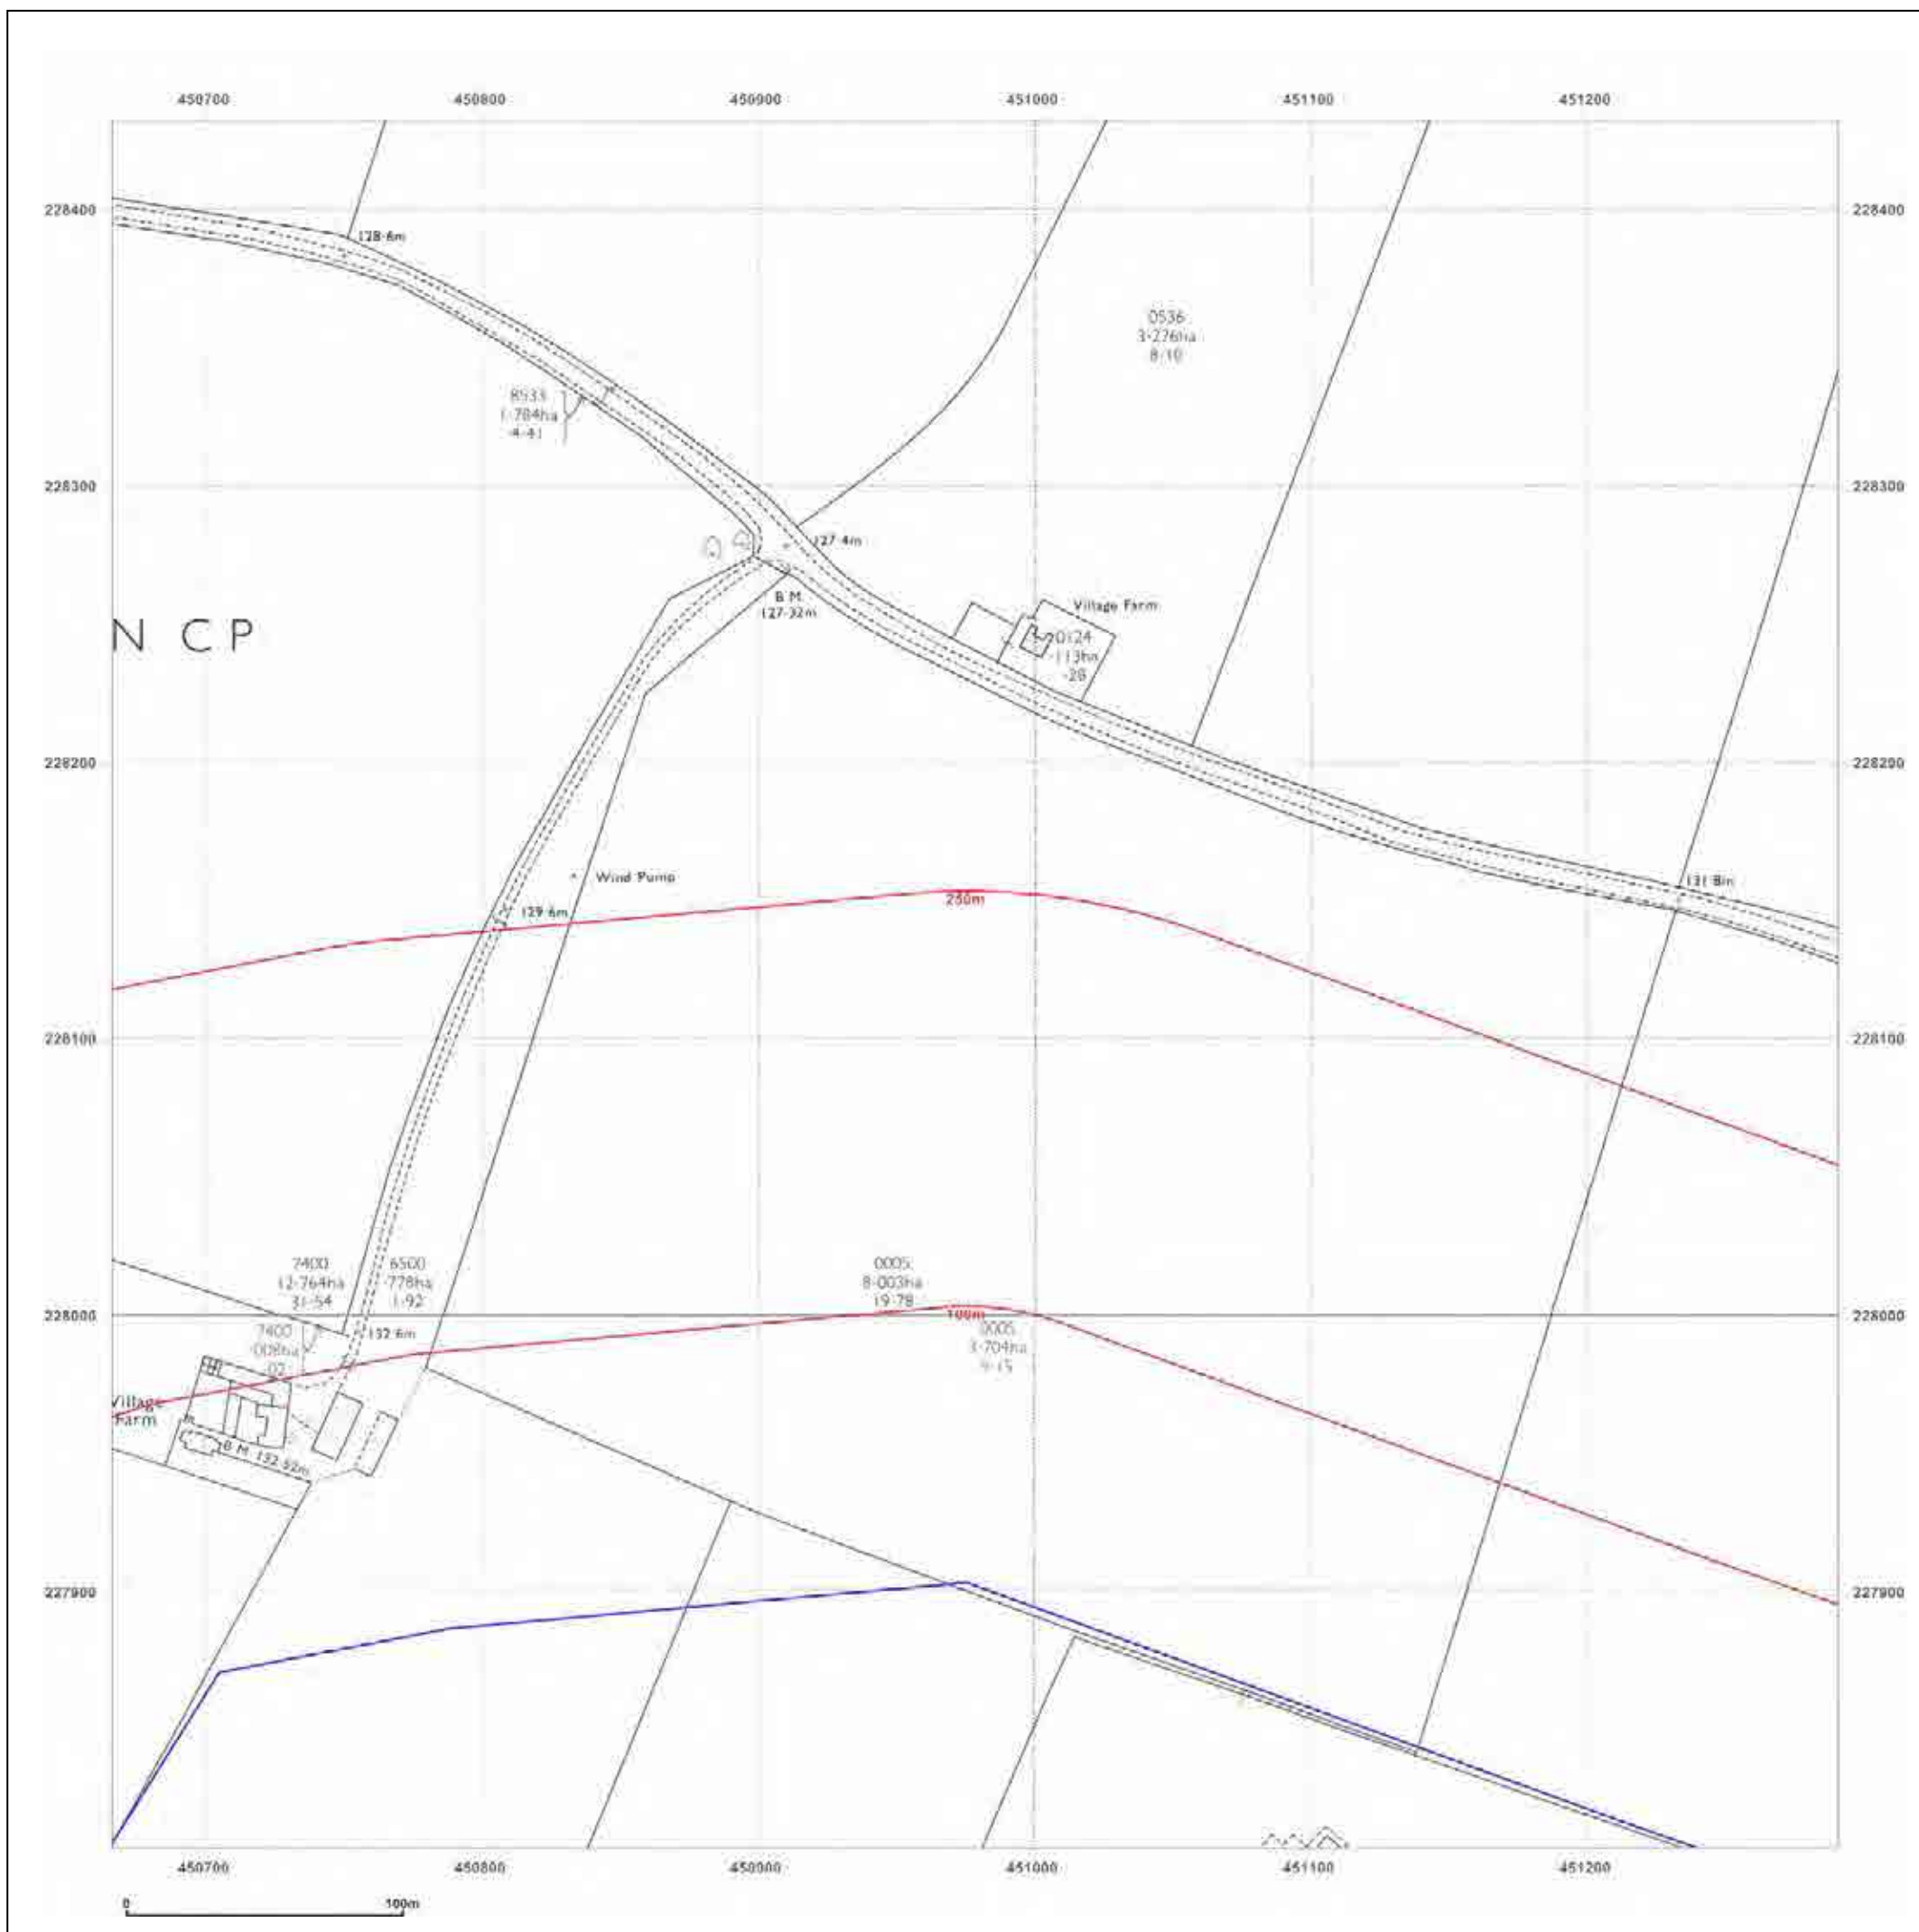 450700 450800 450900 451000 451100 451200
228400 228400
128·6m
0536
3·276ha
8·10
8533
1·784ha
4·41
228300 228300
127·4m
B M
127·32m
Village Farm
0124
·113ha
·28
N CP
228200 228200
Wind Pump
131·8m
250m
129·6m
228100 228100
7400
12·764ha
31·54
6500
·778ha
1·92
0005
8·003ha
19·78
228000 228000
100m
0005
3·704ha
9·15
132·6m
7400
·008ha
·02
Village
Farm
B M 132·52m
227900 227900
450700 450800 450900 451000 451100 451200
0 100m